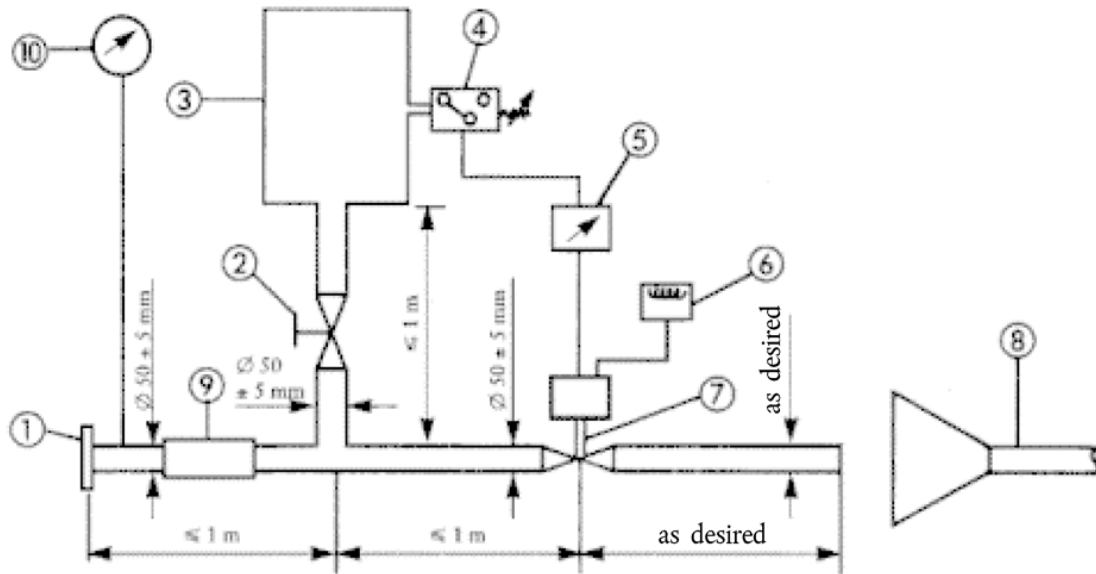 10
3
4
5
2
6
≤ 1 mm
Ø 50 ± 5 mm
Ø 50 ± 5 mm
as desired
8
Ø 50
± 5 mm
9
7
1
≤ 1 m
≤ 1 m
as desired